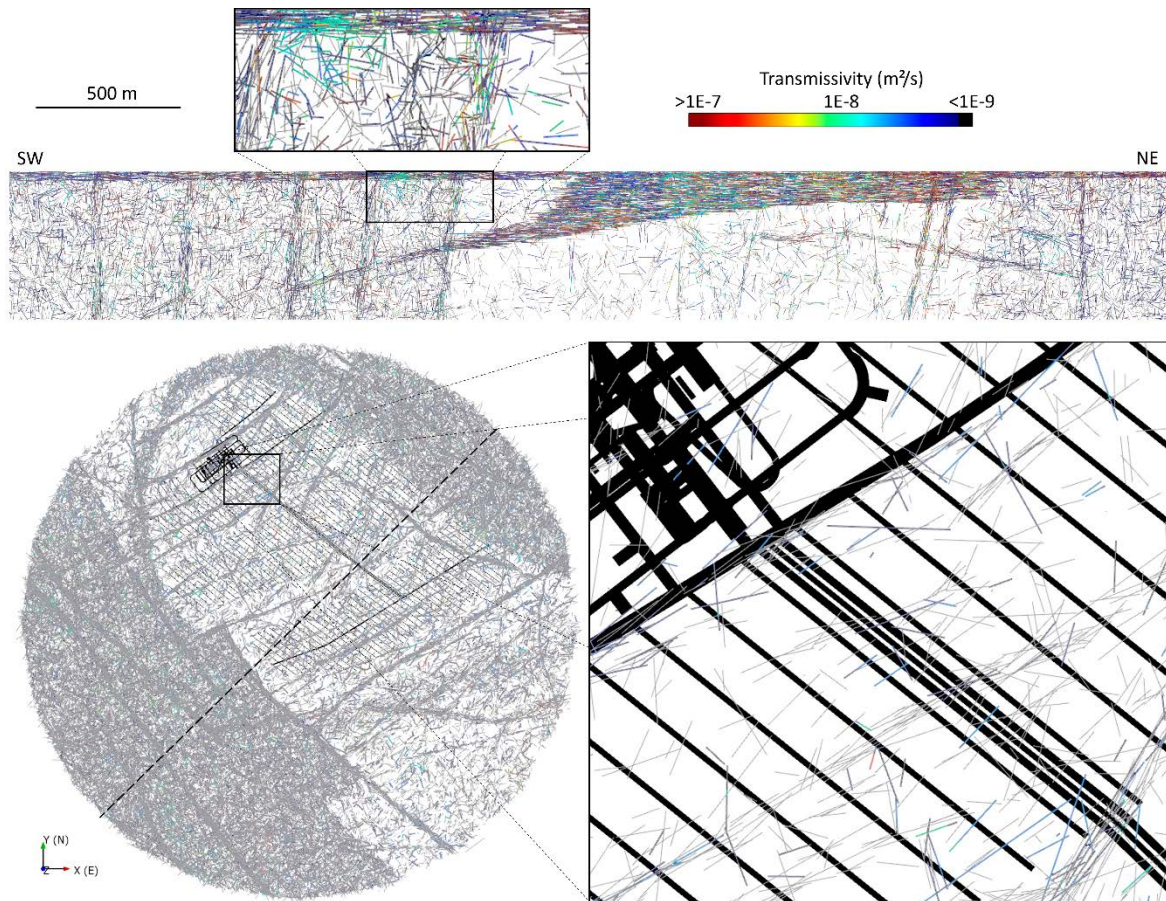 Transmissivity (m²/s)
500 m
>1E-7 1E-8 <1E-9
SW NE
Y (N)
Z X (E)